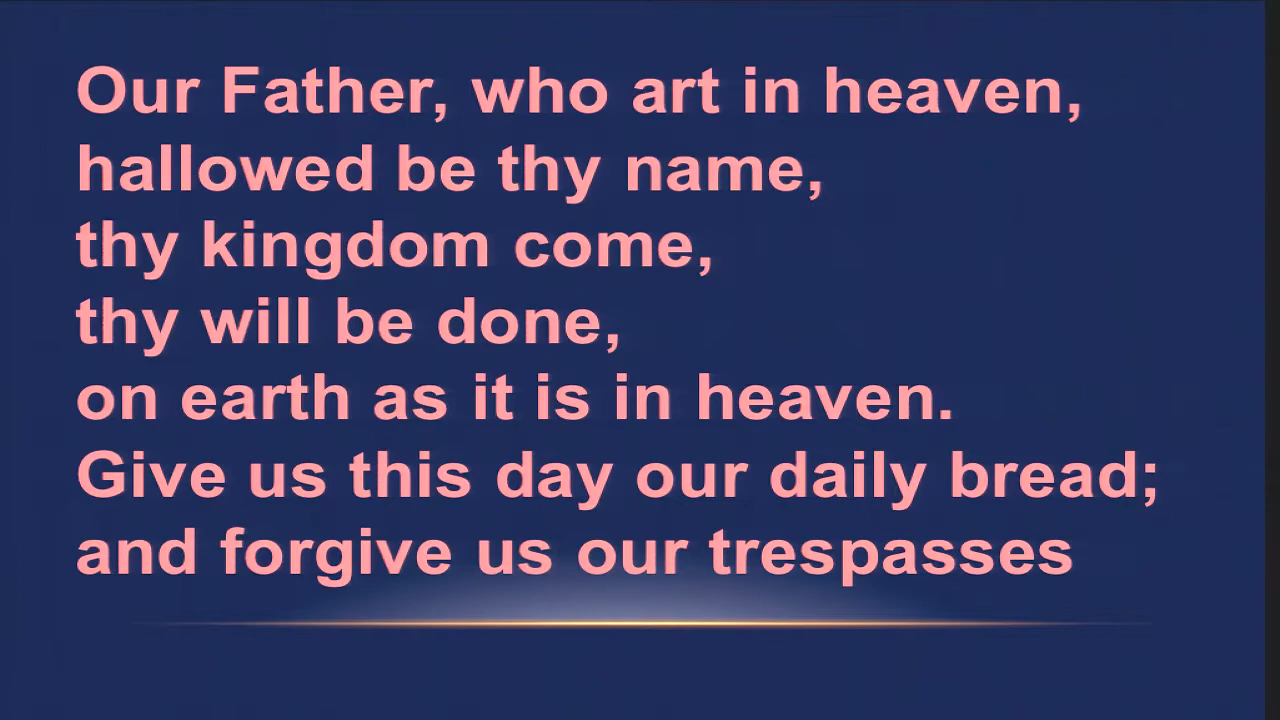 Our Father, who art in heaven,
hallowed be thy name,
thy kingdom come,
thy will be done,
on earth as it is in heaven.
Give us this day our daily bread;
and forgive us our trespasses